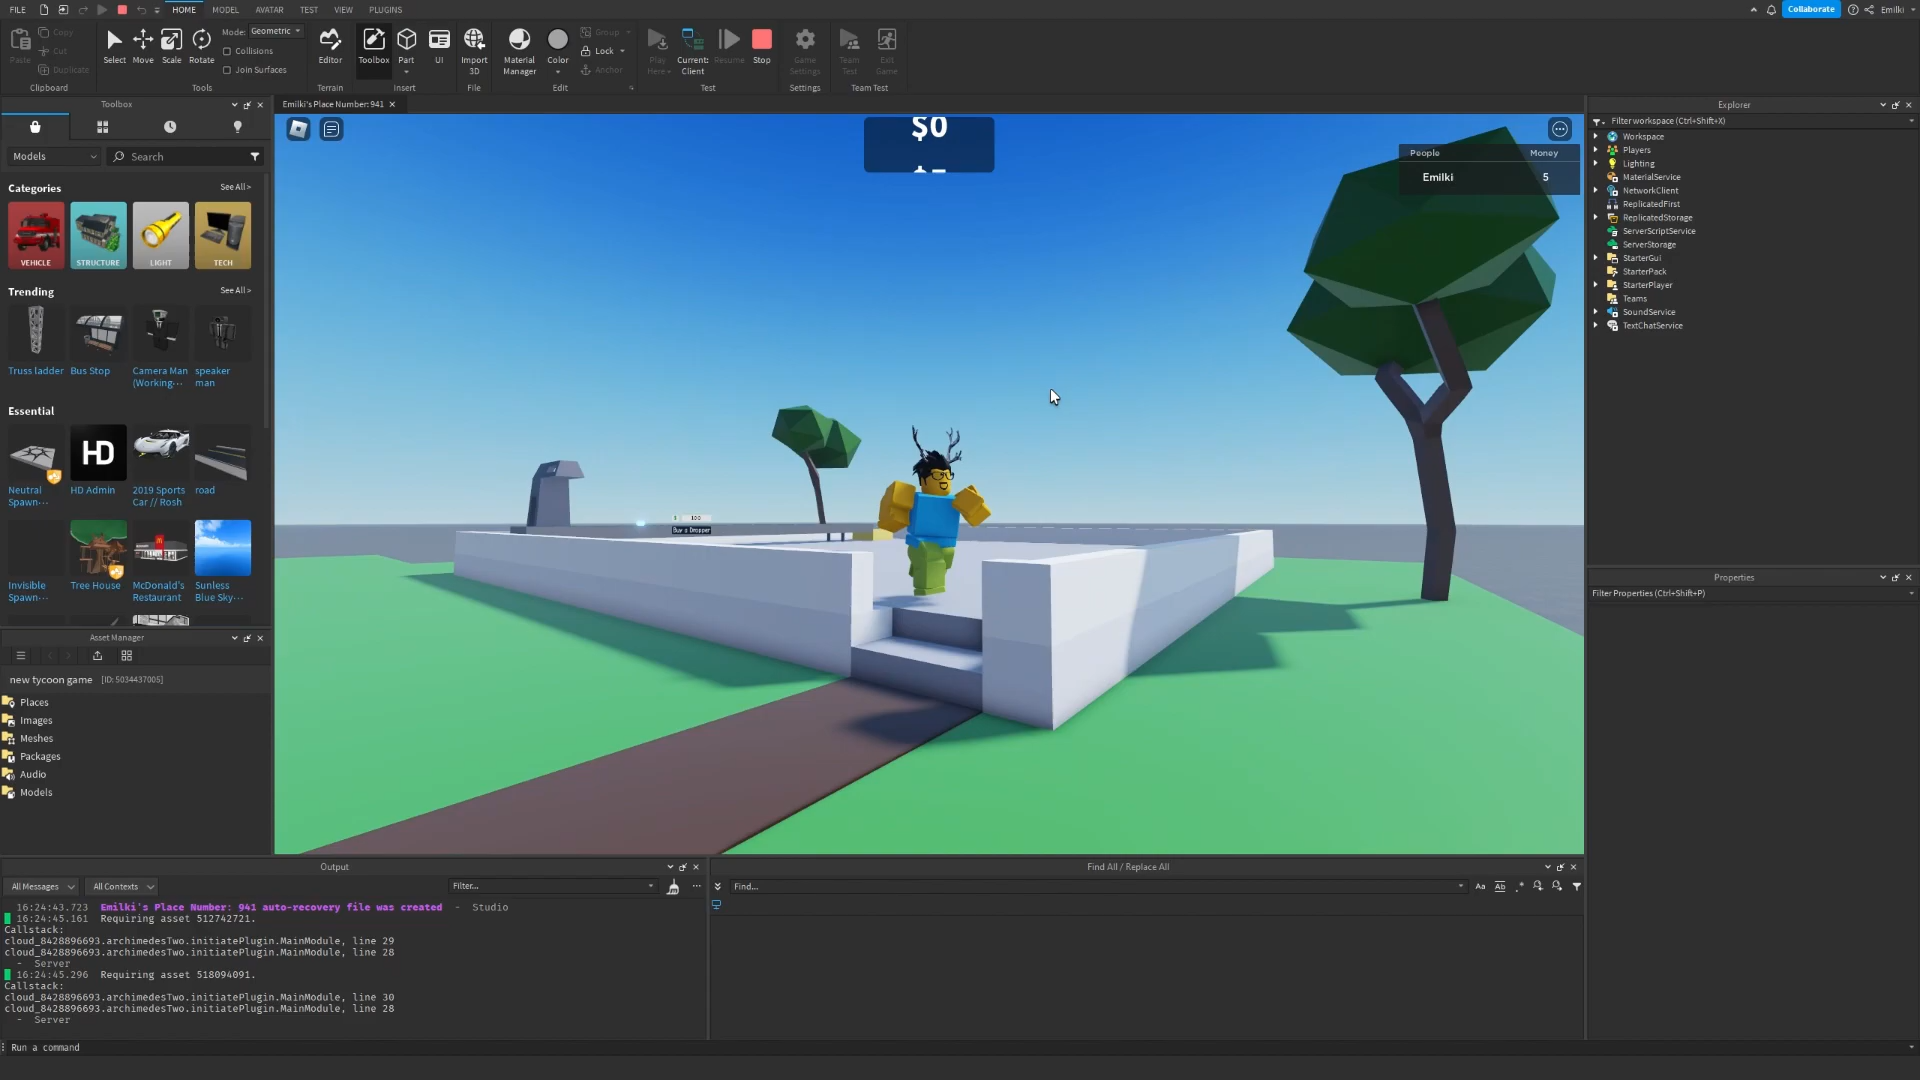 FILE
HOME
MODEL
AVATAR
TEST
VIEW
PLUGINS
Collaborate
Emilki
Paste
Copy
Cut
Duplicate
Clipboard
Select
Move
Scale
Rotate
Mode: Geometric
Collisions
Join Surfaces
Tools
Editor
Terrain
Toolbox
Part
UI
Insert
Import
3D
File
Material
Manager
Color
Group
Lock
Anchor
Edit
Play
Here
Current:
Client
Resume
Stop
Test
Game
Settings
Settings
Team
Test
Exit
Game
Team Test
Toolbox
Models
Search
Categories
See All >
VEHICLE
STRUCTURE
LIGHT
TECH
Trending
See All >
Truss ladder
Bus Stop
Camera Man
(Working...
speaker
man
Essential
HD
Neutral
Spawn...
HD Admin
2019 Sports
Car // Rosh
road
Invisible
Spawn...
Tree House
McDonald's
Restaurant
Sunless
Blue Sky...
Asset Manager
new tycoon game [ID: 5034437005]
Places
Images
Meshes
Packages
Audio
Models
Emilki's Place Number: 941
$0
People Money
Emilki 5
$ 100
Buy a Dropper
Explorer
Filter workspace (Ctrl+Shift+X)
Workspace
Players
Lighting
MaterialService
NetworkClient
ReplicatedFirst
ReplicatedStorage
ServerScriptService
ServerStorage
StarterGui
StarterPack
StarterPlayer
Teams
SoundService
TextChatService
Properties
Filter Properties (Ctrl+Shift+P)
Output
All Messages
All Contexts
Filter...
16:24:43.723 Emilki's Place Number: 941 auto-recovery file was created - Studio
16:24:45.161 Requiring asset 512742721.
Callstack:
cloud_8428896693.archimedesTwo.initiatePlugin.MainModule, line 29
cloud_8428896693.archimedesTwo.initiatePlugin.MainModule, line 28
- Server
16:24:45.296 Requiring asset 518094091.
Callstack:
cloud_8428896693.archimedesTwo.initiatePlugin.MainModule, line 30
cloud_8428896693.archimedesTwo.initiatePlugin.MainModule, line 28
- Server
Find All / Replace All
Find...
Aa
Ab
Run a command